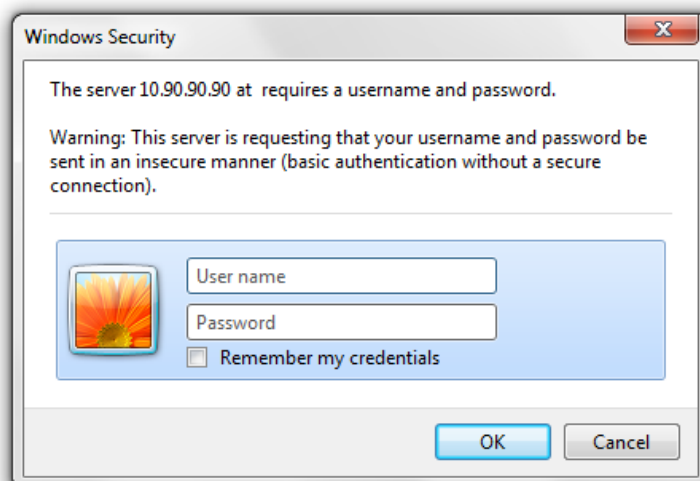 Windows Security
The server 10.90.90.90 at  requires a username and password.
Warning: This server is requesting that your username and password be
sent in an insecure manner (basic authentication without a secure
connection).
User name
Password
Remember my credentials
OK
Cancel